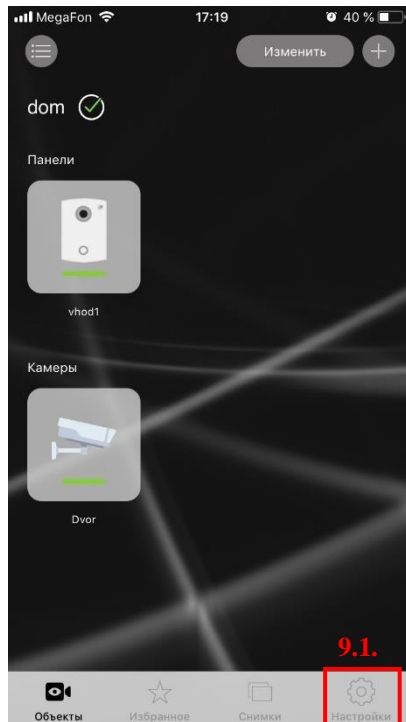 MegaFon 17:19 40 %
Изменить
dom
Панели
vhod1
Камеры
Dvor
9.1.
Объекты Избранное Снимки Настройки